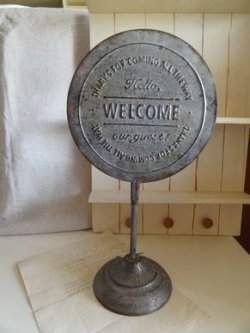 THANKS FOR COMING ALL THE WAY
Hello
WELCOME
our guest
THANKS FOR COMING ALL THE WAY